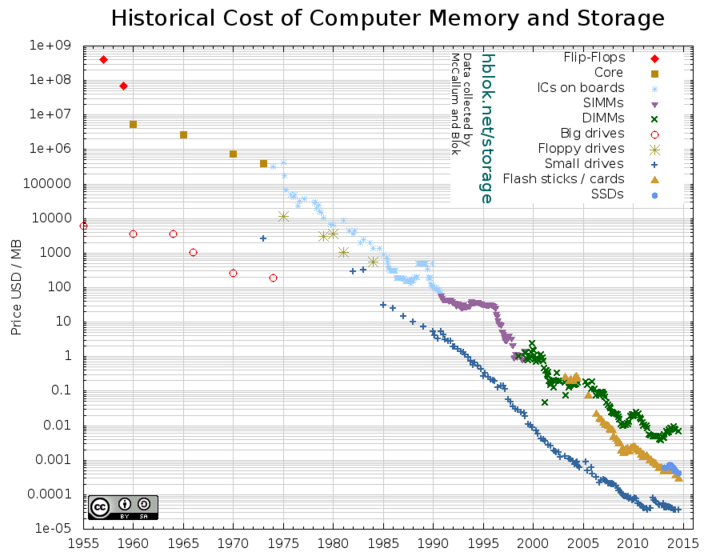 Historical Cost of Computer Memory and Storage
Price USD / MB
1e+09
1e+08
1e+07
1e+06
100000
10000
1000
100
10
1
0.1
0.01
0.001
0.0001
1e-05
1955
1960
1965
1970
1975
1980
1985
1990
1995
2000
2005
2010
2015
Data collected by
McCallum and Blok
hblok.net/storage
Flip-Flops
Core
ICs on boards
SIMMs
DIMMs
Big drives
Floppy drives
Small drives
Flash sticks / cards
SSDs
cc
BY SA